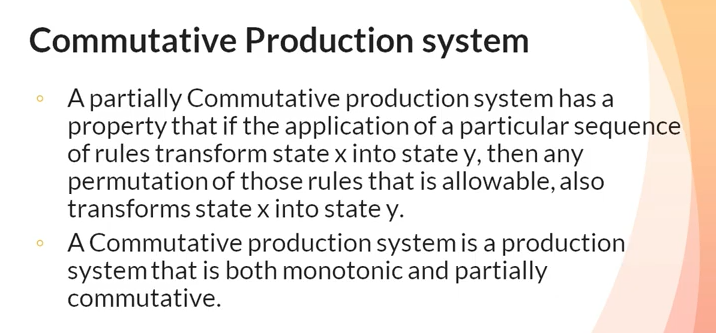 Commutative Production system
A partially Commutative production system has a
property that if the application of a particular sequence
of rules transform state x into state y, then any
permutation of those rules that is allowable, also
transforms state x into state y.
A Commutative production system is a production
system that is both monotonic and partially
commutative.